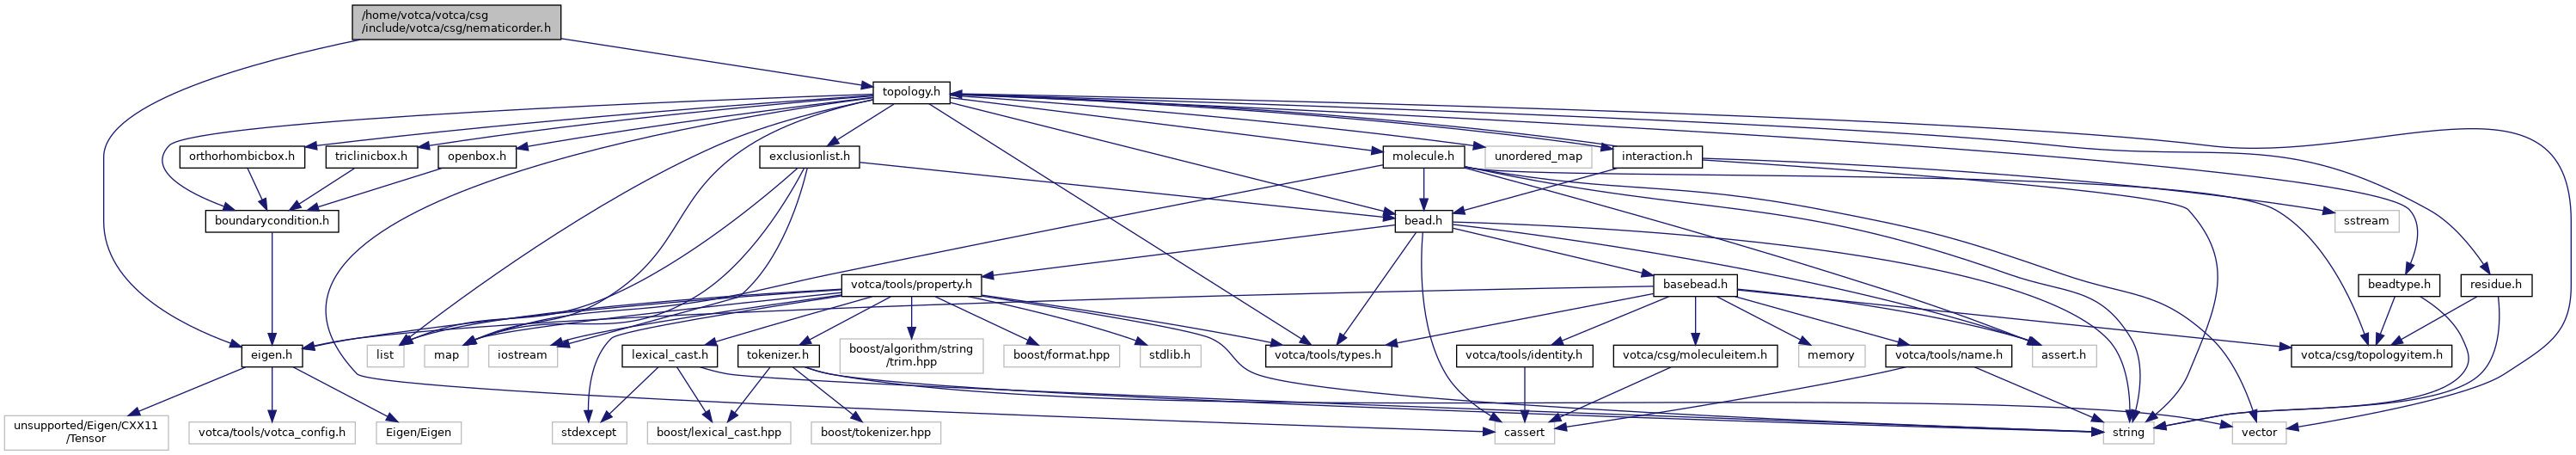 /home/votca/votca/csg
/include/votca/csg/nematicorder.h
topology.h
orthorhombicbox.h
triclinicbox.h
openbox.h
exclusionlist.h
molecule.h
unordered_map
interaction.h
boundarycondition.h
bead.h
sstream
votca/tools/property.h
basebead.h
beadtype.h
residue.h
eigen.h
list
map
iostream
lexical_cast.h
tokenizer.h
boost/algorithm/string
/trim.hpp
boost/format.hpp
stdlib.h
votca/tools/types.h
votca/tools/identity.h
votca/csg/moleculeitem.h
memory
votca/tools/name.h
assert.h
votca/csg/topologyitem.h
unsupported/Eigen/CXX11
/Tensor
votca/tools/votca_config.h
Eigen/Eigen
stdexcept
boost/lexical_cast.hpp
boost/tokenizer.hpp
cassert
string
vector